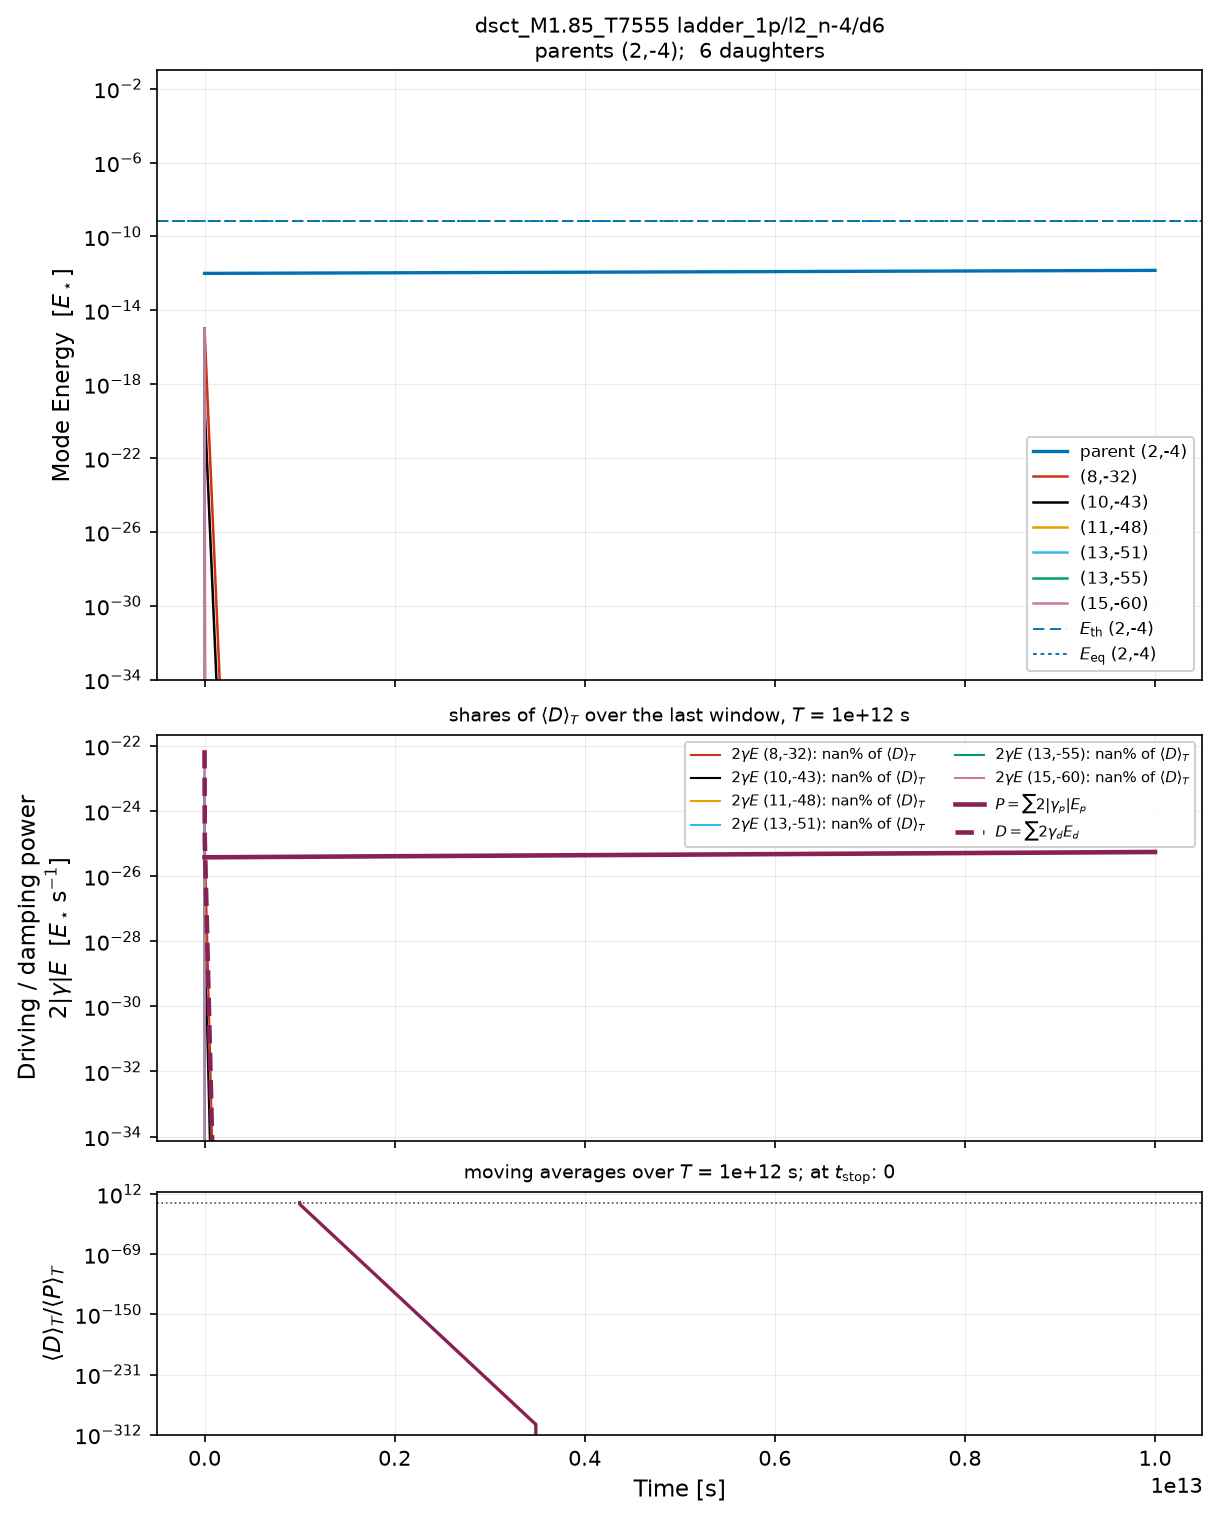 dsct_M1.85_T7555 ladder_1p/l2_n-4/d6
parents (2,-4);  6 daughters
10^−2
10^−6
10^−10
10^−14
10^−18
10^−22
10^−26
10^−30
10^−34
Mode Energy [E⋆]
parent (2,-4)
(8,-32)
(10,-43)
(11,-48)
(13,-51)
(13,-55)
(15,-60)
E_th (2,-4)
E_eq (2,-4)
shares of ⟨D⟩_T over the last window, T = 1e+12 s
10^−22
10^−24
10^−26
10^−28
10^−30
10^−32
10^−34
Driving / damping power
2|γ|E [E⋆ s^−1]
2γE (8,-32): nan% of ⟨D⟩_T
2γE (10,-43): nan% of ⟨D⟩_T
2γE (11,-48): nan% of ⟨D⟩_T
2γE (13,-51): nan% of ⟨D⟩_T
2γE (13,-55): nan% of ⟨D⟩_T
2γE (15,-60): nan% of ⟨D⟩_T
P = ∑2|γ_p|E_p
D = ∑2γ_dE_d
moving averages over T = 1e+12 s; at t_stop: 0
10^12
10^−69
10^−150
10^−231
10^−312
⟨D⟩_T/⟨P⟩_T
0.0 0.2 0.4 0.6 0.8 1.0
1e13
Time [s]